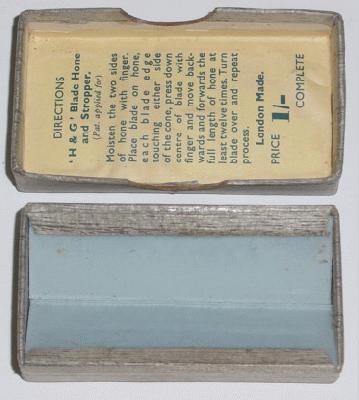 DIRECTIONS
'H & G' Blade Hone
and Stropper.
(Pat. applied for)
Moisten the two sides
of hone with finger.
Place blade on hone,
each blade edge
touching either side
of the hone, press down
centre of blade with
finger and move back-
wards and forwards the
full length of hone at
least twelve times. Turn
blade over and repeat
process.
London Made.
PRICE 1/- COMPLETE